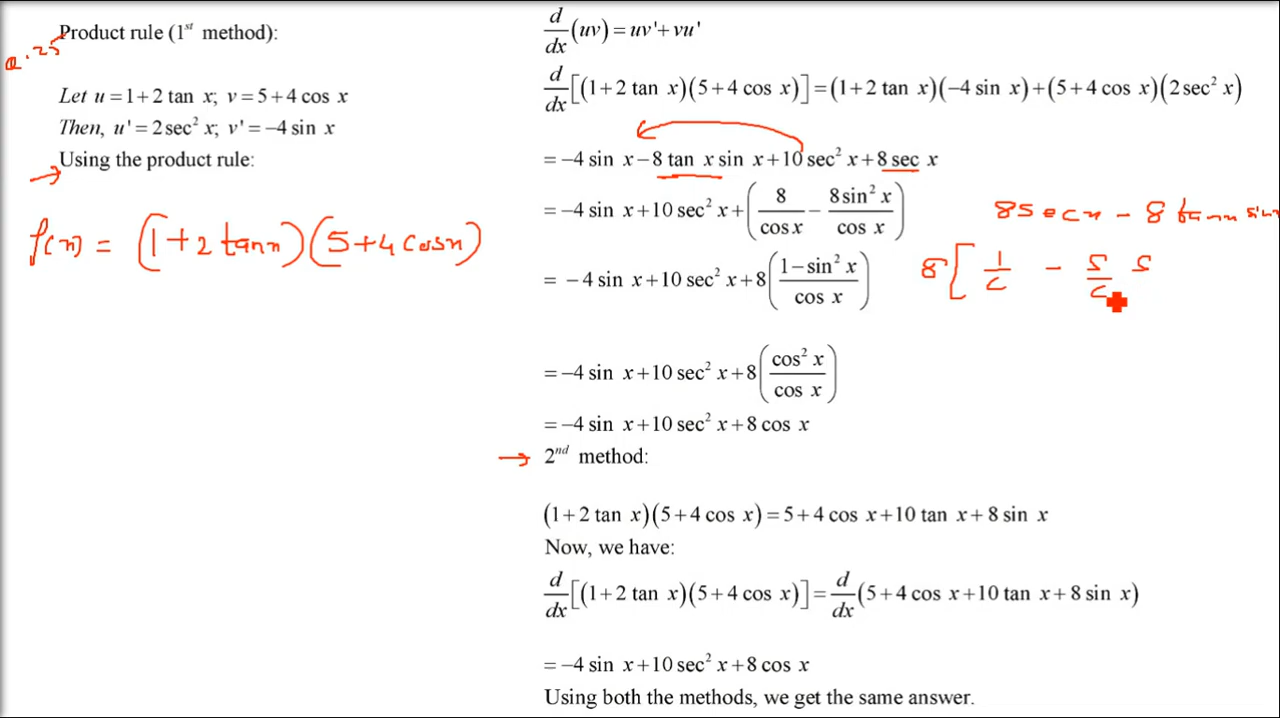 Product rule (1st method):
Q.25
Let u = 1 + 2 tan x; v = 5 + 4 cos x
Then, u' = 2 sec² x; v' = −4 sin x
Using the product rule:
f(x) = (1 + 2 tanx)(5 + 4 cosx)
d/dx (uv) = uv' + vu'
d/dx [(1 + 2 tan x)(5 + 4 cos x)] = (1 + 2 tan x)(−4 sin x) + (5 + 4 cos x)(2 sec² x)
= −4 sin x − 8 tan x sin x + 10 sec² x + 8 sec x
= −4 sin x + 10 sec² x + (8/cos x − 8 sin² x/cos x)
= −4 sin x + 10 sec² x + 8((1 − sin² x)/cos x)
= −4 sin x + 10 sec² x + 8(cos² x/cos x)
= −4 sin x + 10 sec² x + 8 cos x
8 secx − 8 tanx sinx
8[ 1/c − s/c s
2nd method:
(1 + 2 tan x)(5 + 4 cos x) = 5 + 4 cos x + 10 tan x + 8 sin x
Now, we have:
d/dx [(1 + 2 tan x)(5 + 4 cos x)] = d/dx (5 + 4 cos x + 10 tan x + 8 sin x)
= −4 sin x + 10 sec² x + 8 cos x
Using both the methods, we get the same answer.